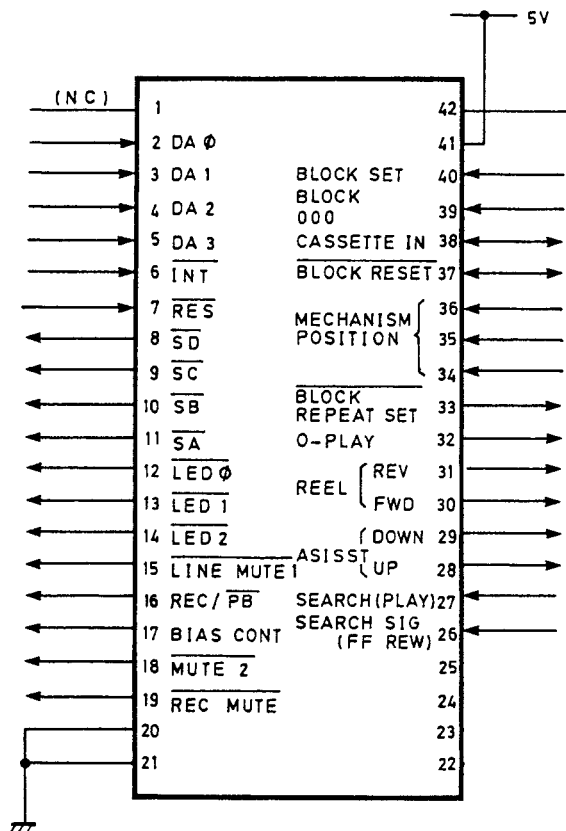 5V
(NC)
1
2 DA Ø
3 DA 1
4 DA 2
5 DA 3
6 INT
7 RES
8 SD
9 SC
10 SB
11 SA
12 LED Ø
13 LED 1
14 LED 2
15 LINE MUTE 1
16 REC/PB
17 BIAS CONT
18 MUTE 2
19 REC MUTE
20
21
42
41
BLOCK SET 40
BLOCK
000 39
CASSETTE IN 38
BLOCK RESET 37
36
MECHANISM
POSITION 35
34
BLOCK
REPEAT SET 33
O-PLAY 32
REEL REV 31
FWD 30
ASISST DOWN 29
UP 28
SEARCH(PLAY) 27
SEARCH SIG
(FF REW) 26
25
24
23
22